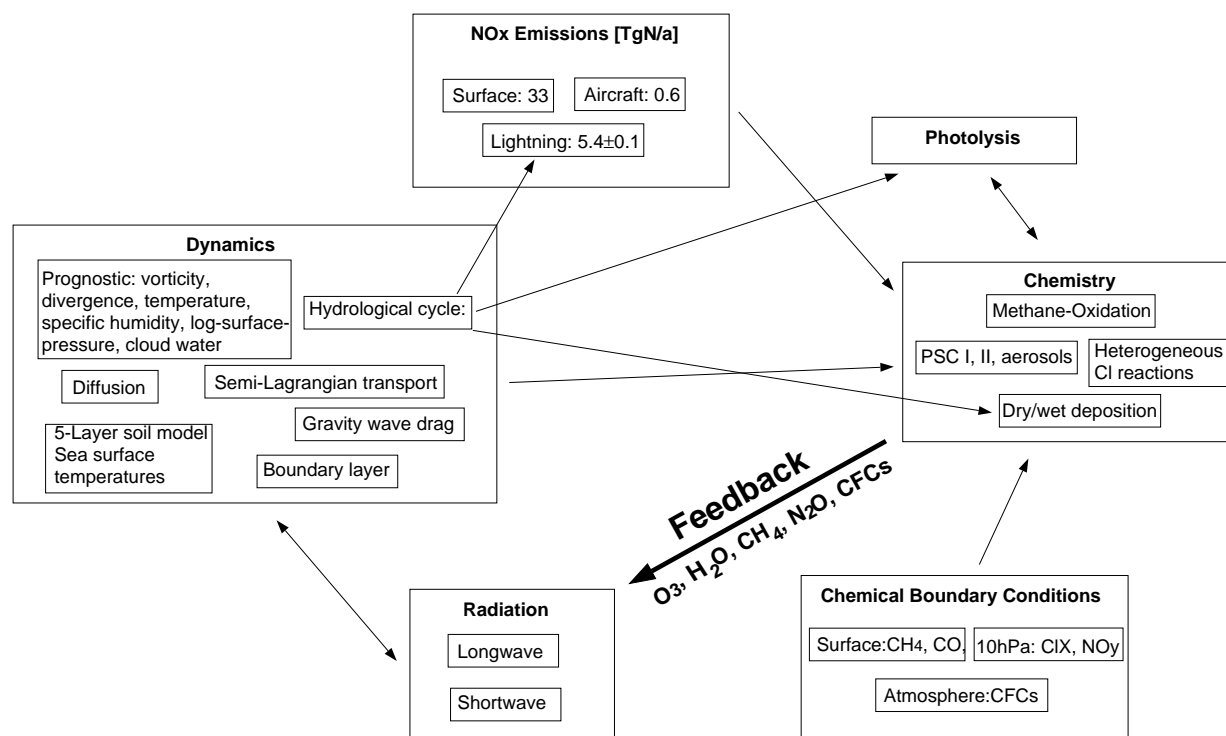 NOx Emissions [TgN/a]
Surface: 33
Aircraft: 0.6
Lightning: 5.4±0.1
Photolysis
Dynamics
Prognostic: vorticity,
divergence, temperature,
specific humidity, log-surface-
pressure, cloud water
Hydrological cycle:
Diffusion
Semi-Lagrangian transport
Gravity wave drag
5-Layer soil model
Sea surface
temperatures
Boundary layer
Chemistry
Methane-Oxidation
PSC I, II, aerosols
Heterogeneous
Cl reactions
Dry/wet deposition
Feedback
O3, H2O, CH4, N2O, CFCs
Radiation
Longwave
Shortwave
Chemical Boundary Conditions
Surface:CH4, CO,
10hPa: ClX, NOy
Atmosphere:CFCs